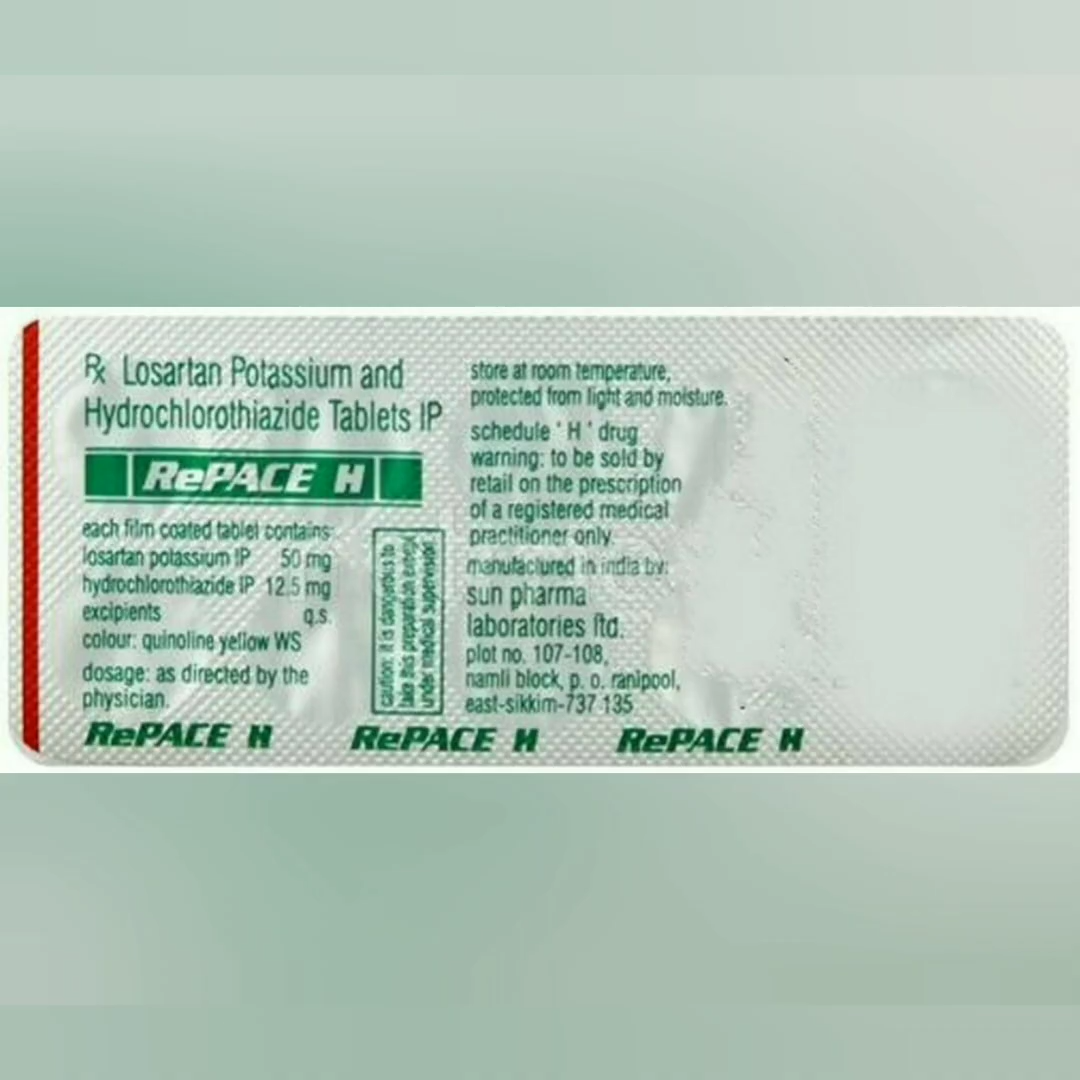 Rx Losartan Potassium and
Hydrochlorothiazide Tablets IP
RePACE H
each film coated tablet contains:
losartan potassium IP 50 mg
hydrochlorothiazide IP 12.5 mg
excipients q.s.
colour: quinoline yellow WS
dosage: as directed by the
physician.
caution: it is dangerous to
take this preparation except
under medical supervision
store at room temperature,
protected from light and moisture.
schedule ' H ' drug
warning: to be sold by
retail on the prescription
of a registered medical
practitioner only.
manufactured in india by:
sun pharma
laboratories ltd.
plot no. 107-108,
namli block, p. o. ranipool,
east-sikkim-737 135
RePACE H RePACE H RePACE H